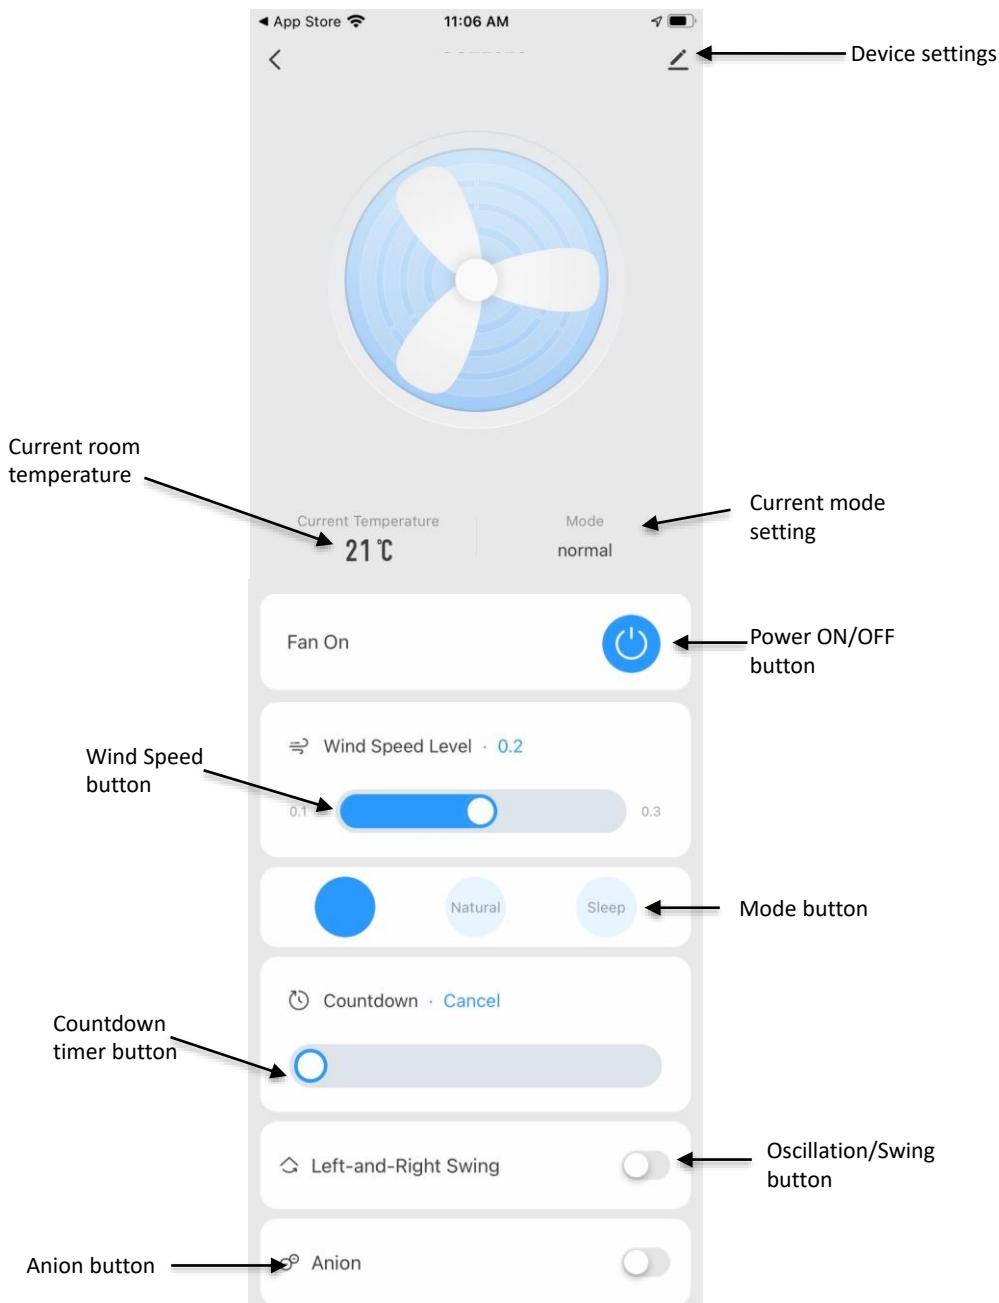 App Store
11:06 AM
Device settings
Current room
temperature
Current Temperature
21℃
Mode
normal
Current mode
setting
Fan On
Power ON/OFF
button
Wind Speed Level · 0.2
Wind Speed
button
0.1
0.3
Natural
Sleep
Mode button
Countdown · Cancel
Countdown
timer button
Left-and-Right Swing
Oscillation/Swing
button
Anion
Anion button